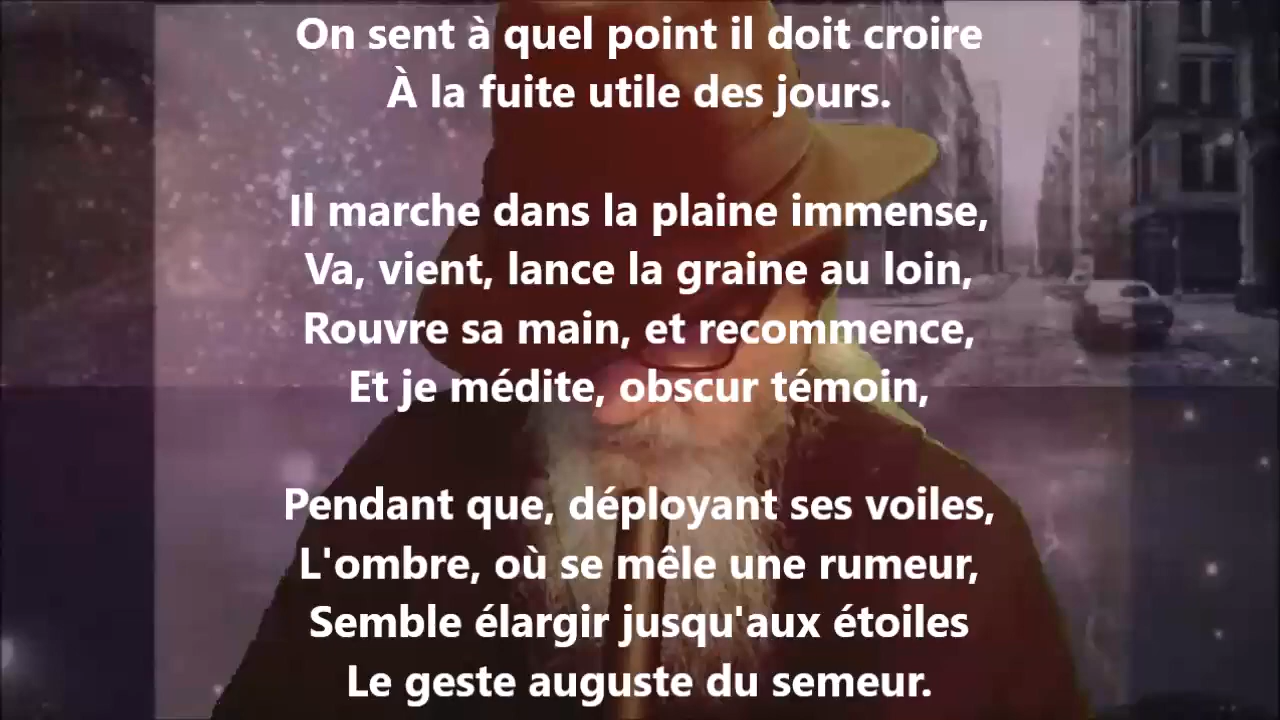 On sent à quel point il doit croire
À la fuite utile des jours.
Il marche dans la plaine immense,
Va, vient, lance la graine au loin,
Rouvre sa main, et recommence,
Et je médite, obscur témoin,
Pendant que, déployant ses voiles,
L'ombre, où se mêle une rumeur,
Semble élargir jusqu'aux étoiles
Le geste auguste du semeur.